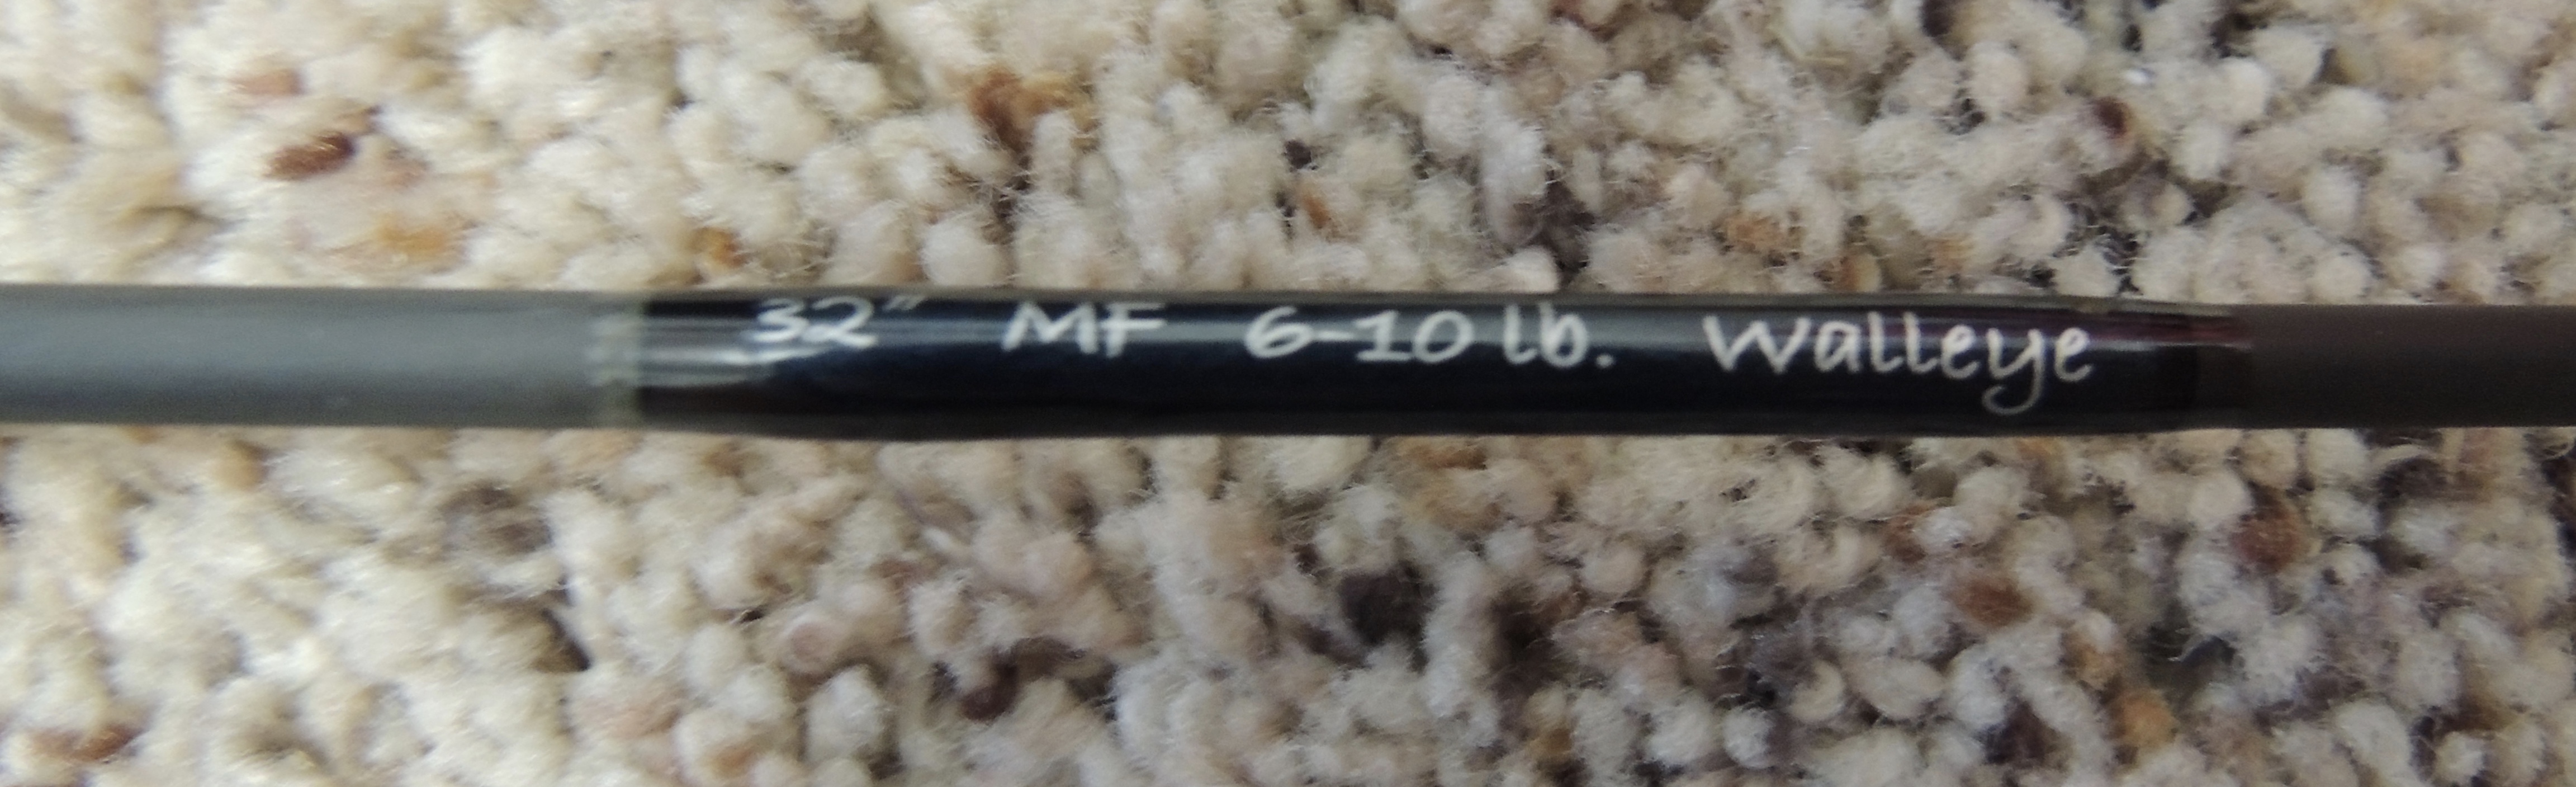 32" MF 6-10 lb. Walleye